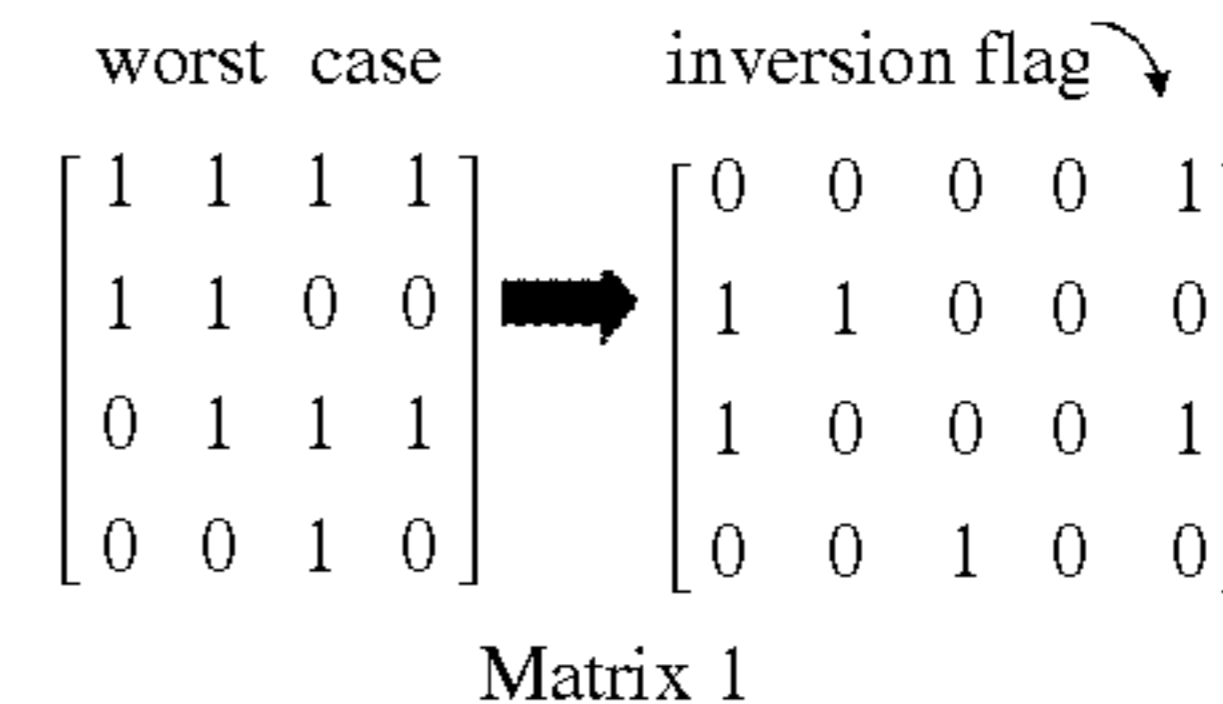 worst case inversion flag
1 1 1 1 0 0 0 0 1
1 1 0 0 1 1 0 0 0
0 1 1 1 1 0 0 0 1
0 0 1 0 0 0 1 0 0
Matrix 1